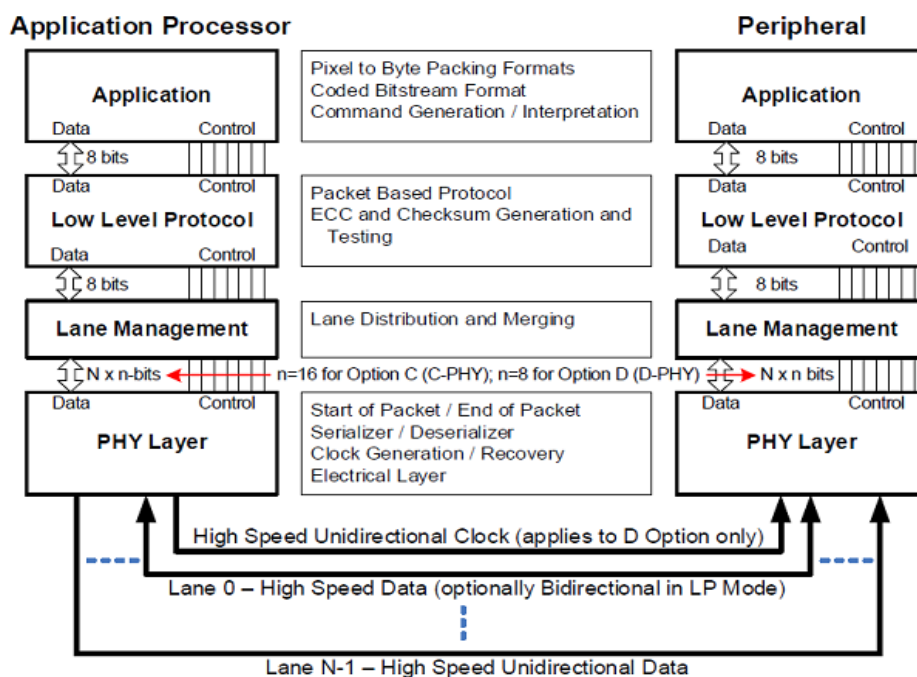 Application Processor
Peripheral
Application
Data Control
8 bits
Data Control
Low Level Protocol
Data Control
8 bits
Lane Management
N x n-bits
Data Control
PHY Layer
Pixel to Byte Packing Formats
Coded Bitstream Format
Command Generation / Interpretation
Packet Based Protocol
ECC and Checksum Generation and
Testing
Lane Distribution and Merging
n=16 for Option C (C-PHY); n=8 for Option D (D-PHY)
Start of Packet / End of Packet
Serializer / Deserializer
Clock Generation / Recovery
Electrical Layer
Application
Data Control
8 bits
Data Control
Low Level Protocol
Data Control
8 bits
Lane Management
N x n bits
Data Control
PHY Layer
High Speed Unidirectional Clock (applies to D Option only)
Lane 0 – High Speed Data (optionally Bidirectional in LP Mode)
Lane N-1 – High Speed Unidirectional Data